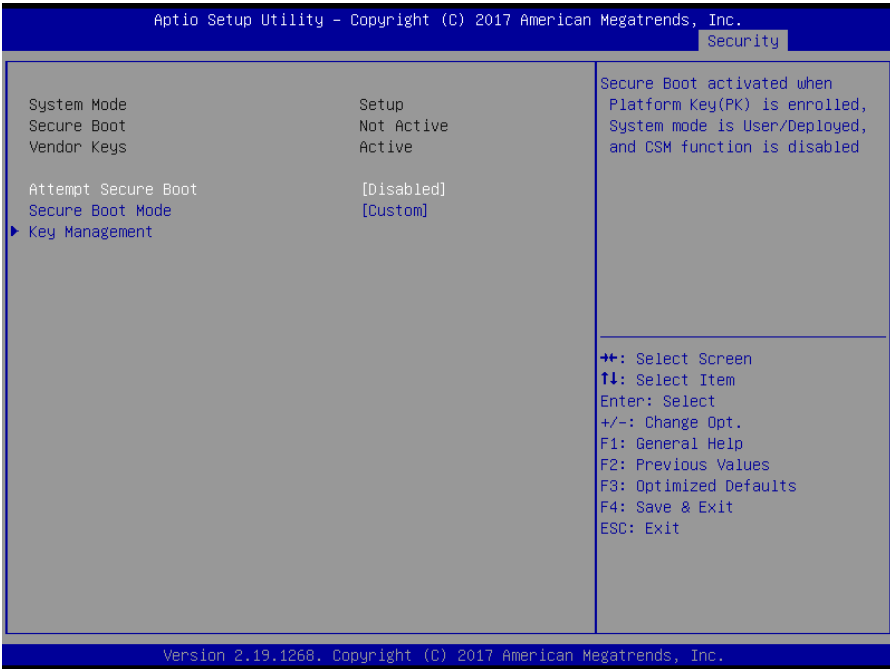 Aptio Setup Utility – Copyright (C) 2017 American Megatrends, Inc.
Security
System Mode Setup
Secure Boot Not Active
Vendor Keys Active
Attempt Secure Boot [Disabled]
Secure Boot Mode [Custom]
Key Management
Secure Boot activated when
Platform Key(PK) is enrolled,
System mode is User/Deployed,
and CSM function is disabled
→←: Select Screen
↑↓: Select Item
Enter: Select
+/-: Change Opt.
F1: General Help
F2: Previous Values
F3: Optimized Defaults
F4: Save & Exit
ESC: Exit
Version 2.19.1268. Copyright (C) 2017 American Megatrends, Inc.